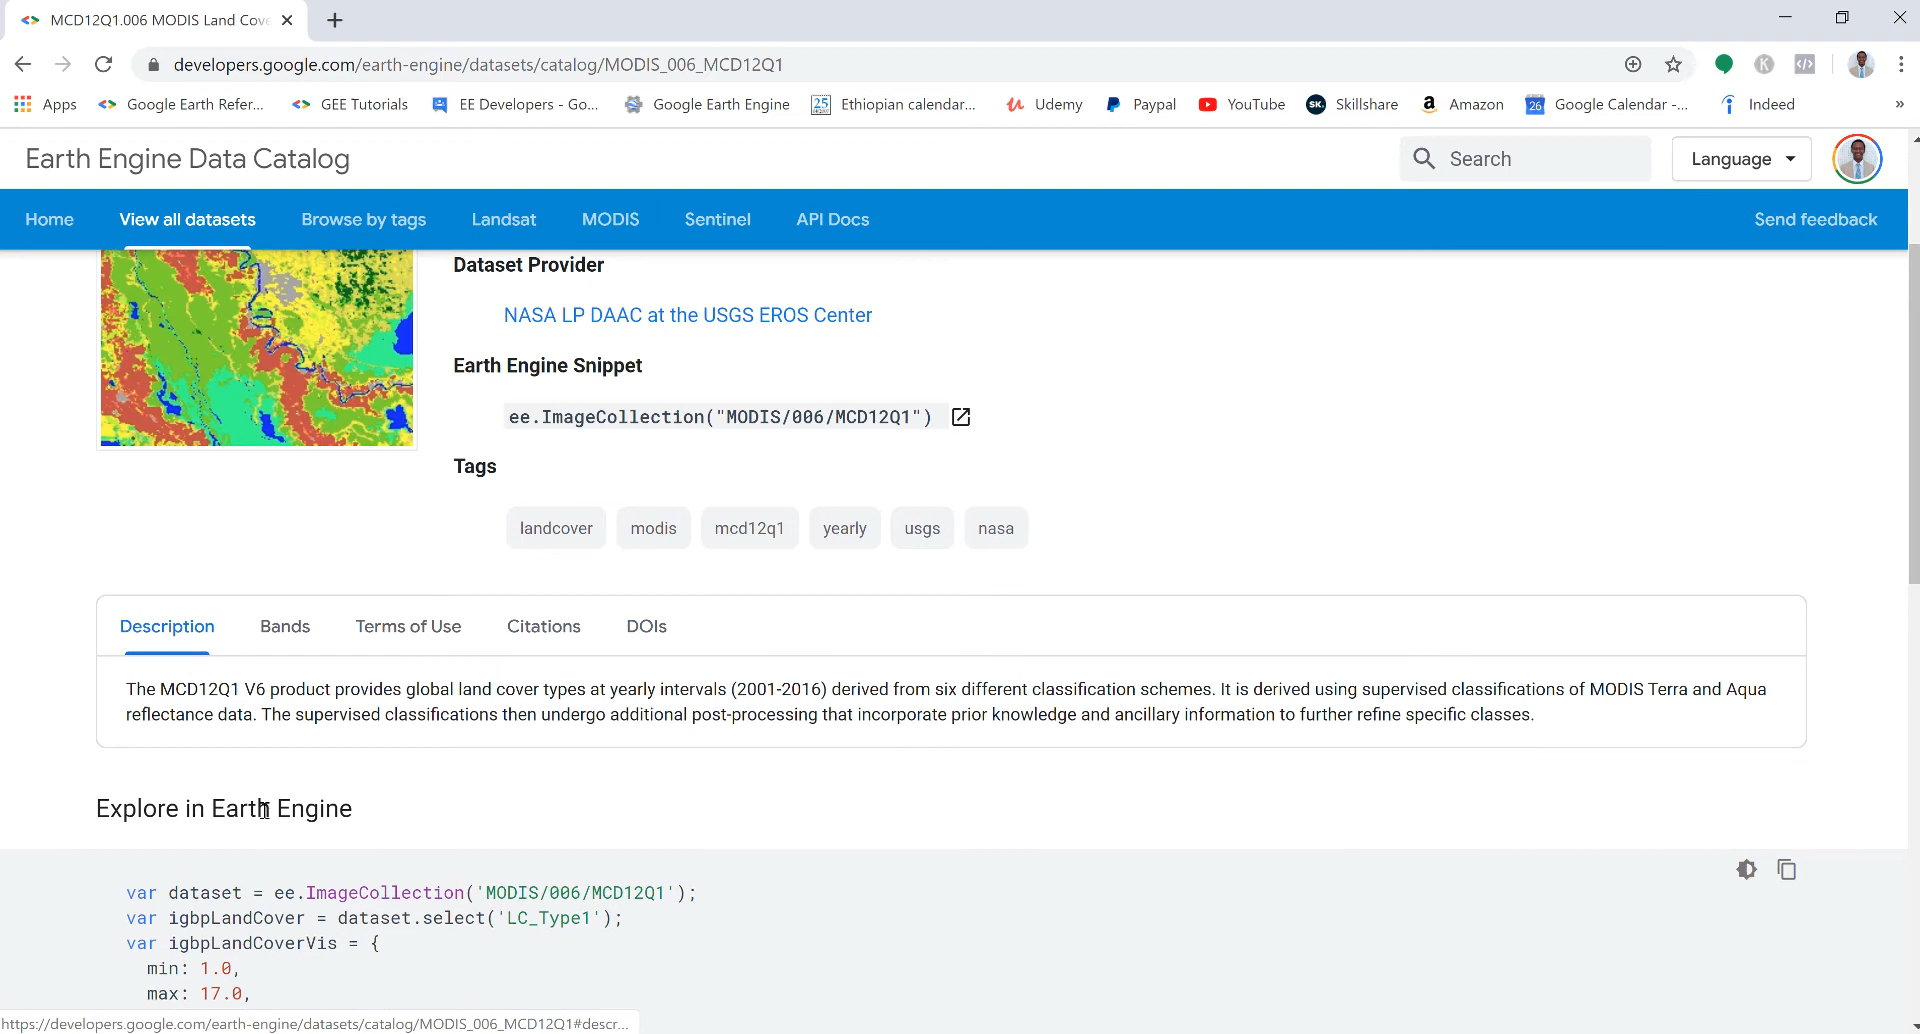 MCD12Q1.006 MODIS Land Cove
developers.google.com/earth-engine/datasets/catalog/MODIS_006_MCD12Q1
Apps Google Earth Refer... GEE Tutorials EE Developers - Go... Google Earth Engine 25 Ethiopian calendar... Udemy Paypal YouTube SK. Skillshare Amazon 26 Google Calendar -... Indeed »
Earth Engine Data Catalog Search Language
Home View all datasets Browse by tags Landsat MODIS Sentinel API Docs Send feedback
Dataset Provider
NASA LP DAAC at the USGS EROS Center
Earth Engine Snippet
ee.ImageCollection("MODIS/006/MCD12Q1")
Tags
landcover modis mcd12q1 yearly usgs nasa
Description Bands Terms of Use Citations DOIs
The MCD12Q1 V6 product provides global land cover types at yearly intervals (2001-2016) derived from six different classification schemes. It is derived using supervised classifications of MODIS Terra and Aqua
reflectance data. The supervised classifications then undergo additional post-processing that incorporate prior knowledge and ancillary information to further refine specific classes.
Explore in Earth Engine
var dataset = ee.ImageCollection('MODIS/006/MCD12Q1');
var igbpLandCover = dataset.select('LC_Type1');
var igbpLandCoverVis = {
min: 1.0,
max: 17.0,
https://developers.google.com/earth-engine/datasets/catalog/MODIS_006_MCD12Q1#descr...